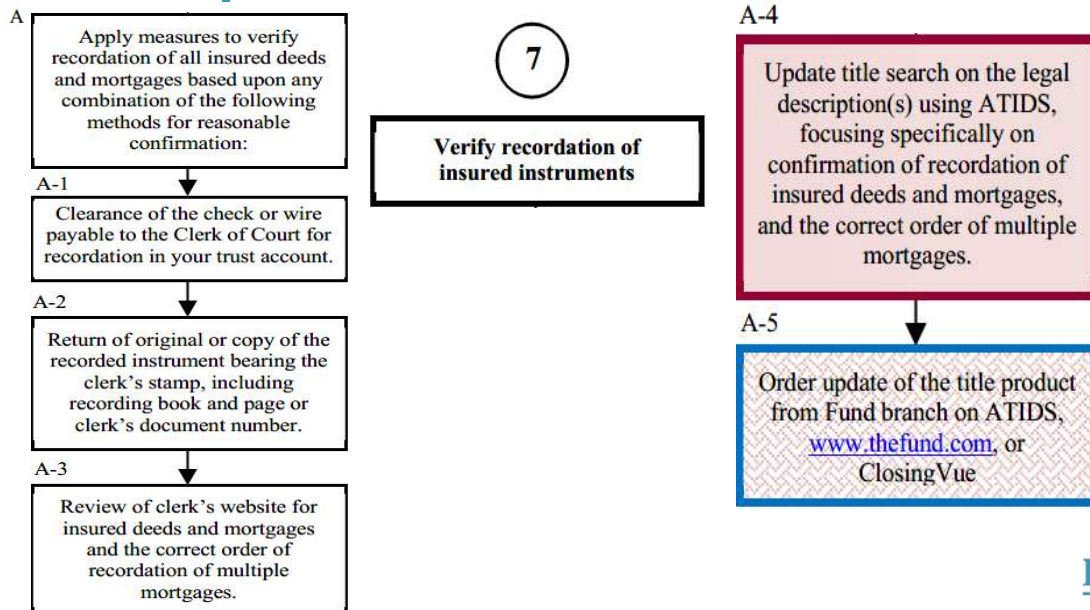 A
Apply measures to verify
recordation of all insured deeds
and mortgages based upon any
combination of the following
methods for reasonable
confirmation:
A-1
Clearance of the check or wire
payable to the Clerk of Court for
recordation in your trust account.
A-2
Return of original or copy of the
recorded instrument bearing the
clerk's stamp, including
recording book and page or
clerk's document number.
A-3
Review of clerk's website for
insured deeds and mortgages
and the correct order of
recordation of multiple
mortgages.
7
Verify recordation of
insured instruments
A-4
Update title search on the legal
description(s) using ATIDS,
focusing specifically on
confirmation of recordation of
insured deeds and mortgages,
and the correct order of multiple
mortgages.
A-5
Order update of the title product
from Fund branch on ATIDS,
www.thefund.com, or
ClosingVue